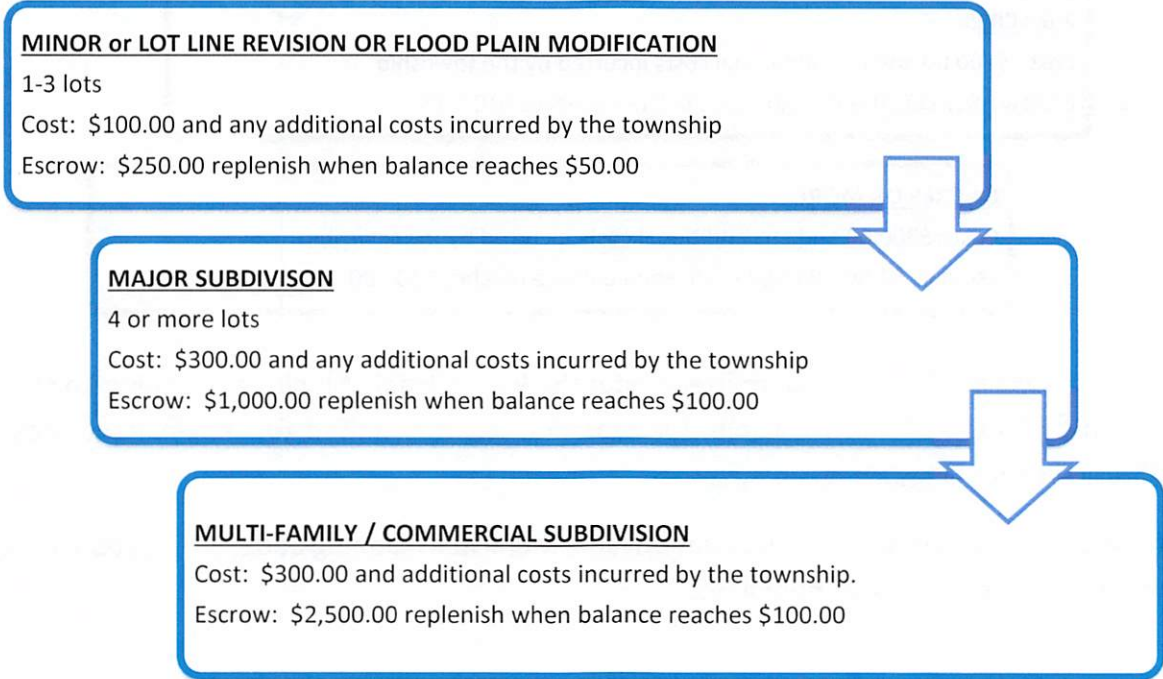 MINOR or LOT LINE REVISION OR FLOOD PLAIN MODIFICATION
1-3 lots
Cost: $100.00 and any additional costs incurred by the township
Escrow: $250.00 replenish when balance reaches $50.00
MAJOR SUBDIVISON
4 or more lots
Cost: $300.00 and any additional costs incurred by the township
Escrow: $1,000.00 replenish when balance reaches $100.00
MULTI-FAMILY / COMMERCIAL SUBDIVISION
Cost: $300.00 and additional costs incurred by the township.
Escrow: $2,500.00 replenish when balance reaches $100.00